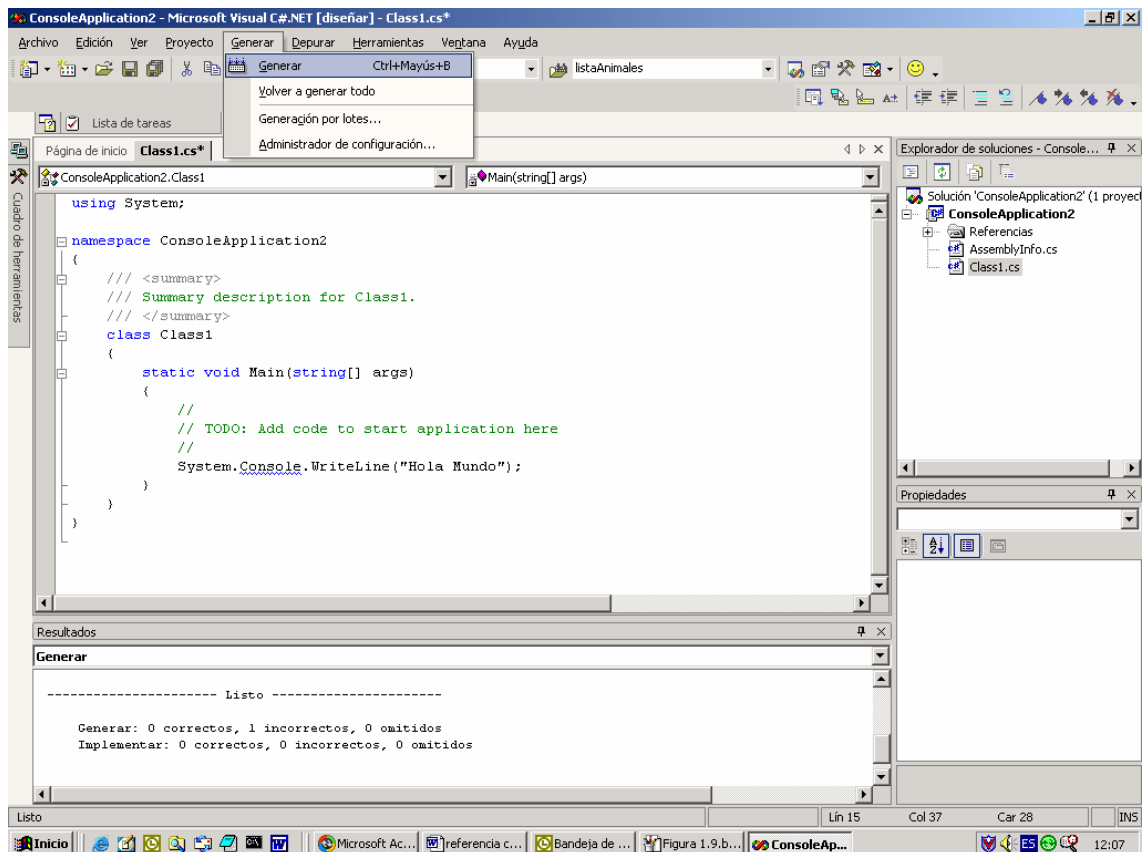 ConsoleApplication2 - Microsoft Visual C#.NET [diseñar] - Class1.cs*
Archivo Edición Ver Proyecto Generar Depurar Herramientas Ventana Ayuda
Generar Ctrl+Mayús+B
listaAnimales
Volver a generar todo
Generación por lotes...
Administrador de configuración...
Lista de tareas
Página de inicio Class1.cs*
ConsoleApplication2.Class1
Main(string[] args)
Cuadro de herramientas
using System;
namespace ConsoleApplication2
{
/// <summary>
/// Summary description for Class1.
/// </summary>
class Class1
{
static void Main(string[] args)
{
//
// TODO: Add code to start application here
//
System.Console.WriteLine("Hola Mundo");
}
}
}
Explorador de soluciones - Console...
Solución 'ConsoleApplication2' (1 proyec
ConsoleApplication2
Referencias
AssemblyInfo.cs
Class1.cs
Propiedades
Resultados
Generar
---------------------- Listo ----------------------
Generar: 0 correctos, 1 incorrectos, 0 omitidos
Implementar: 0 correctos, 0 incorrectos, 0 omitidos
Listo Lín 15 Col 37 Car 28 INS
Inicio Microsoft Ac... referencia c... Bandeja de ... Figura 1.9.b... ConsoleAp... ES 12:07